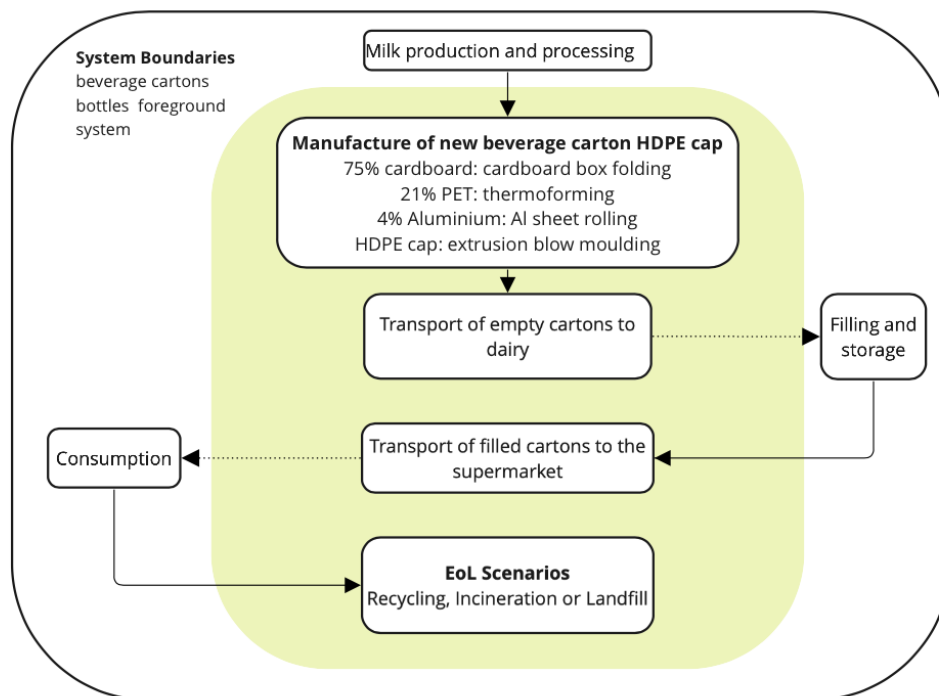 System Boundaries
beverage cartons
bottles foreground
system
Milk production and processing
Manufacture of new beverage carton HDPE cap
75% cardboard: cardboard box folding
21% PET: thermoforming
4% Aluminium: Al sheet rolling
HDPE cap: extrusion blow moulding
Transport of empty cartons to
dairy
Filling and
storage
Consumption
Transport of filled cartons to the
supermarket
EoL Scenarios
Recycling, Incineration or Landfill